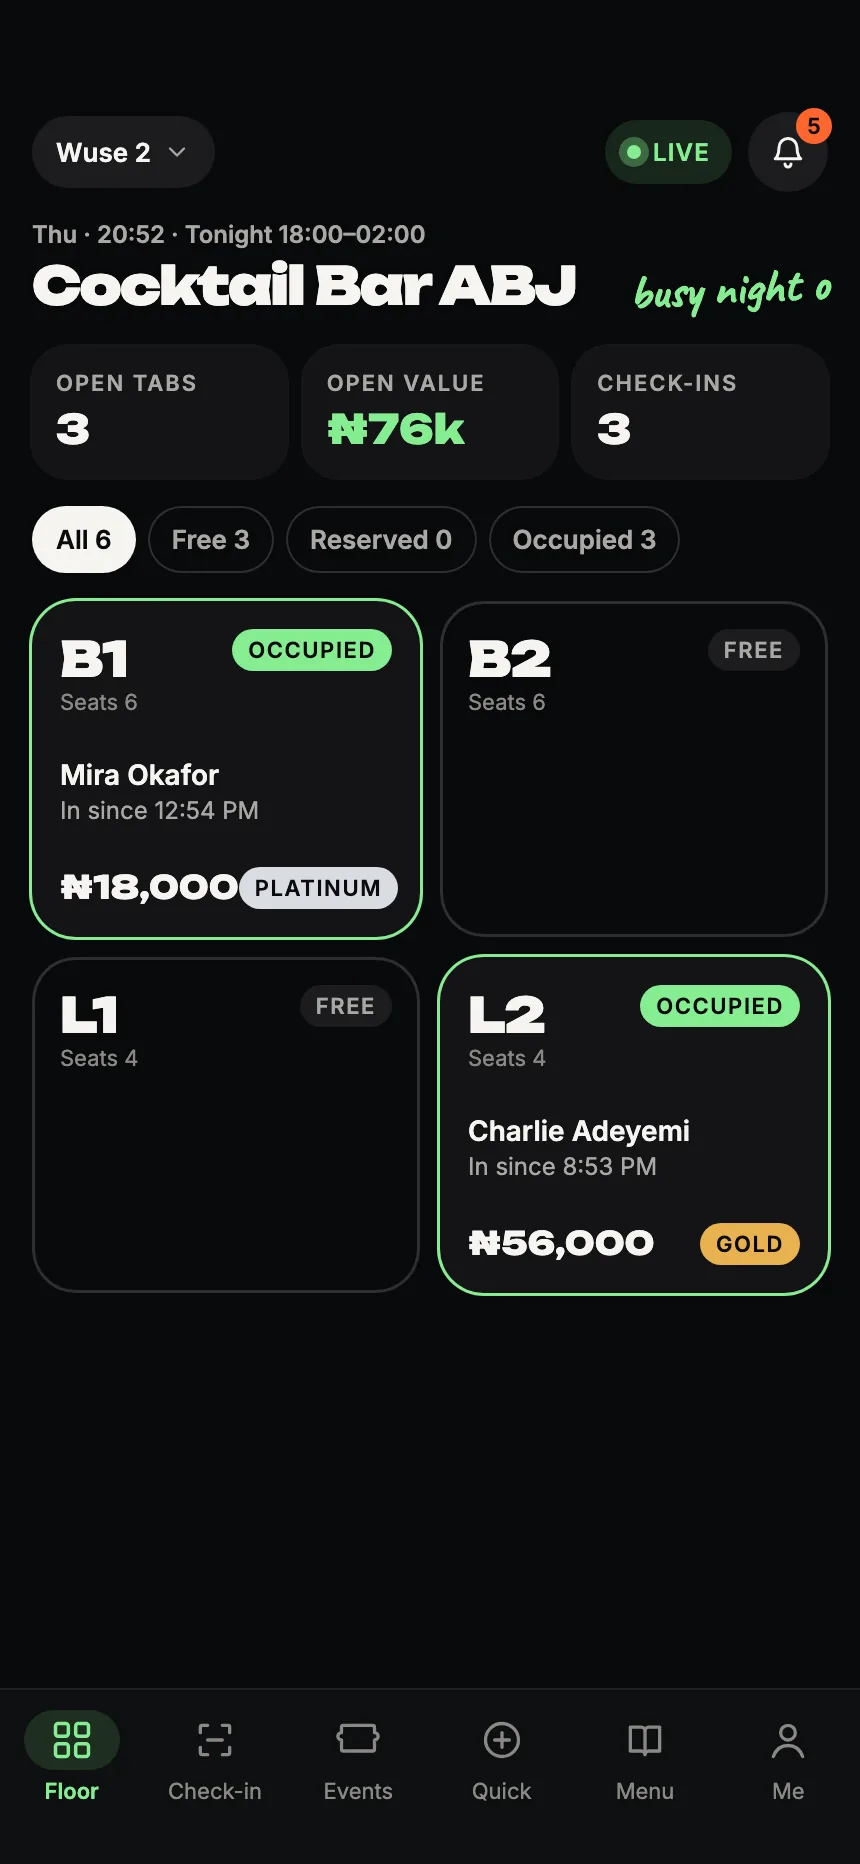 Wuse 2
LIVE
5
Thu · 20:52 · Tonight 18:00–02:00
Cocktail Bar ABJ
busy night o
OPEN TABS
3
OPEN VALUE
₦76k
CHECK-INS
3
All 6
Free 3
Reserved 0
Occupied 3
B1
OCCUPIED
Seats 6
Mira Okafor
In since 12:54 PM
₦18,000
PLATINUM
B2
FREE
Seats 6
L1
FREE
Seats 4
L2
OCCUPIED
Seats 4
Charlie Adeyemi
In since 8:53 PM
₦56,000
GOLD
Floor
Check-in
Events
Quick
Menu
Me